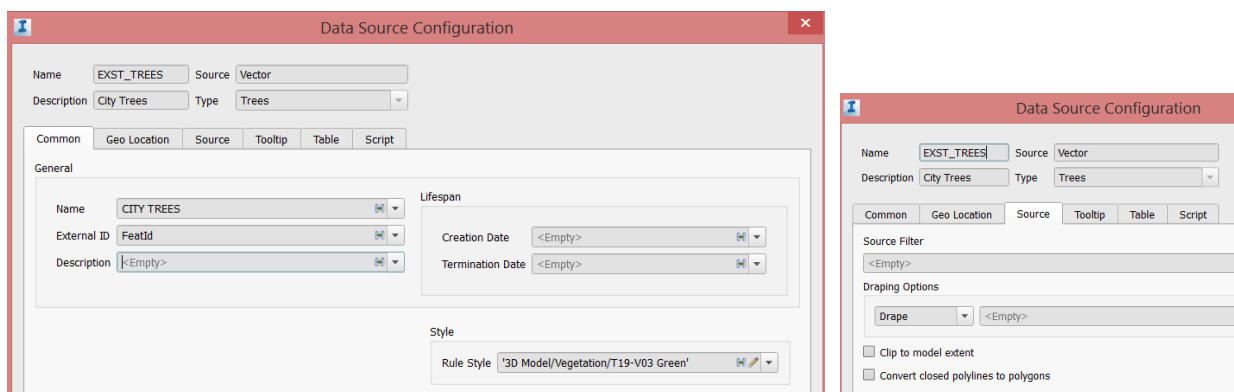 Data Source Configuration
Name EXST_TREES Source Vector
Description City Trees Type Trees
Common Geo Location Source Tooltip Table Script
General
Name CITY TREES
External ID FeatId
Description <Empty>
Lifespan
Creation Date <Empty>
Termination Date <Empty>
Style
Rule Style '3D Model/Vegetation/T19-V03 Green'
Data Source Configuration
Name EXST_TREES Source Vector
Description City Trees Type Trees
Common Geo Location Source Tooltip Table Script
Source Filter
<Empty>
Draping Options
Drape <Empty>
Clip to model extent
Convert closed polylines to polygons